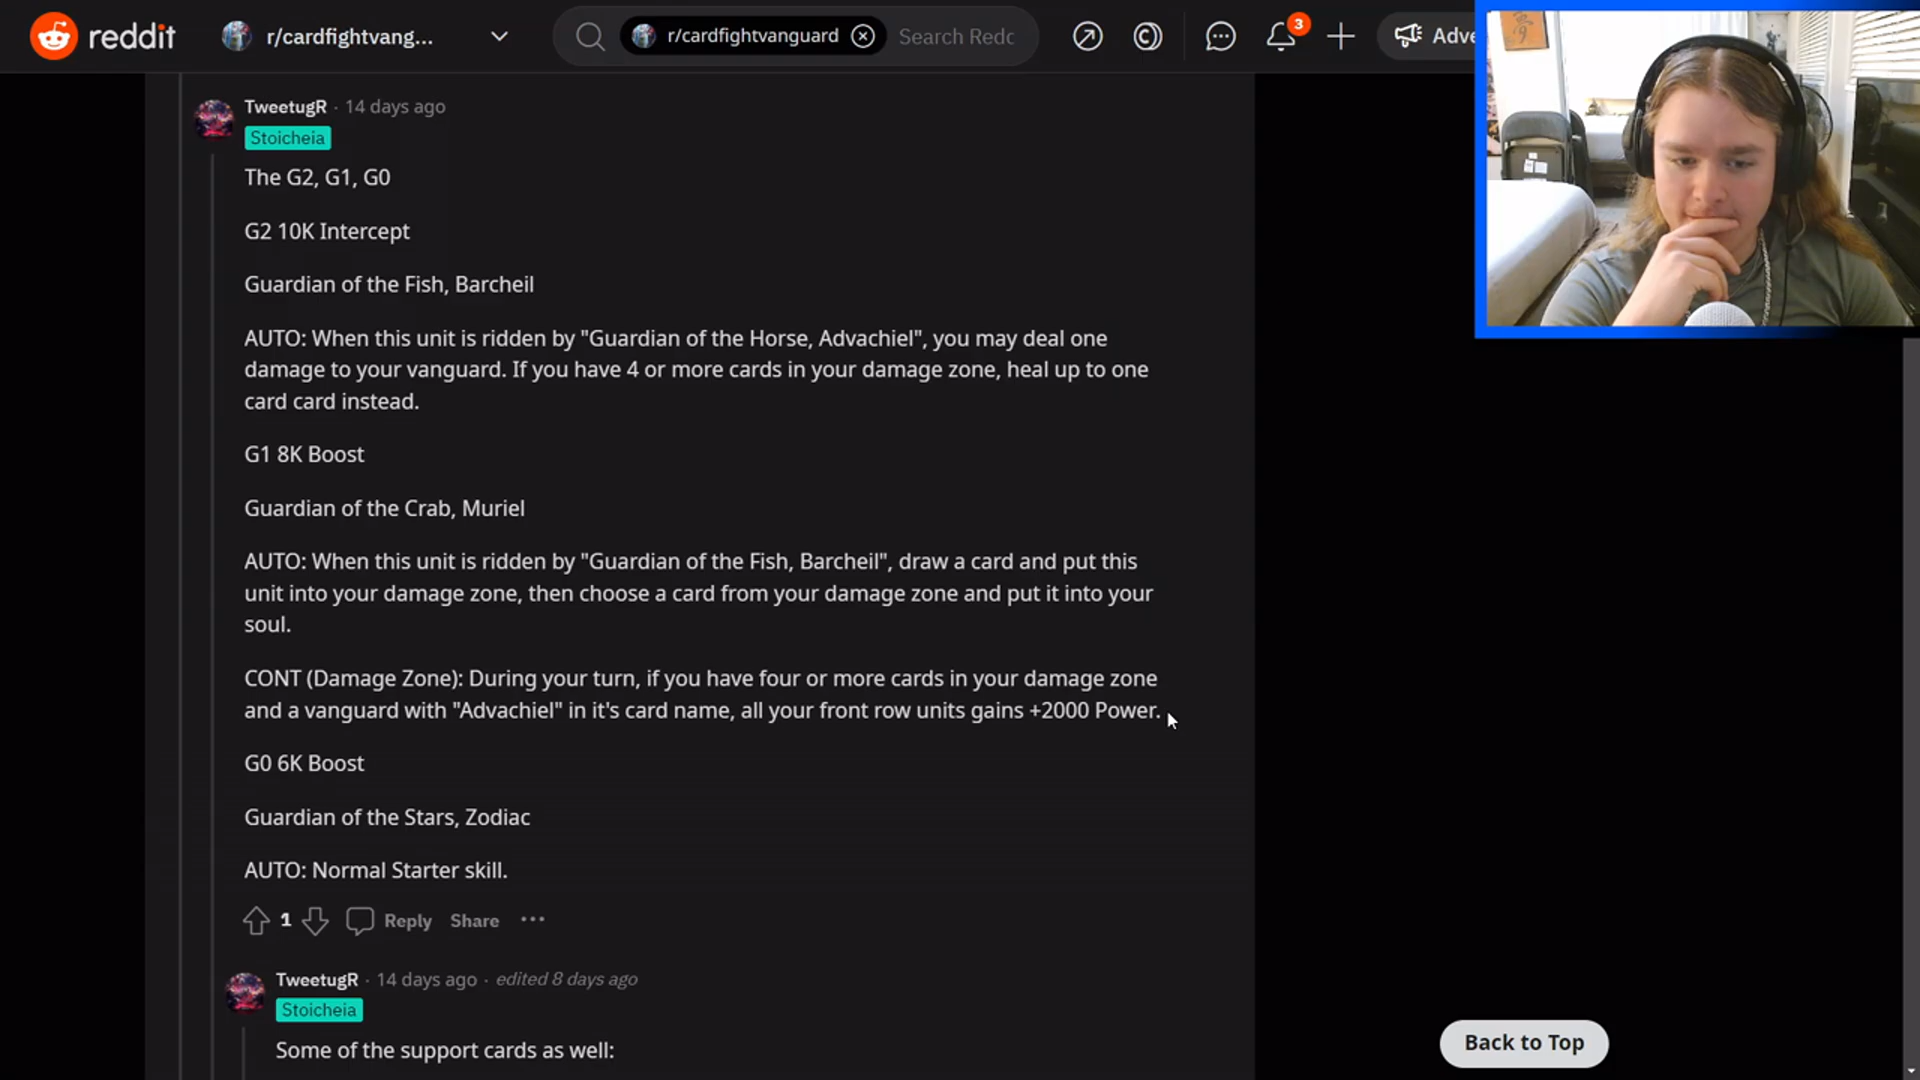 reddit
r/cardfightvang...
r/cardfightvanguard
Search Redc
3
Adve
TweetugR · 14 days ago
Stoicheia
The G2, G1, G0
G2 10K Intercept
Guardian of the Fish, Barcheil
AUTO: When this unit is ridden by "Guardian of the Horse, Advachiel", you may deal one
damage to your vanguard. If you have 4 or more cards in your damage zone, heal up to one
card card instead.
G1 8K Boost
Guardian of the Crab, Muriel
AUTO: When this unit is ridden by "Guardian of the Fish, Barcheil", draw a card and put this
unit into your damage zone, then choose a card from your damage zone and put it into your
soul.
CONT (Damage Zone): During your turn, if you have four or more cards in your damage zone
and a vanguard with "Advachiel" in it's card name, all your front row units gains +2000 Power.
G0 6K Boost
Guardian of the Stars, Zodiac
AUTO: Normal Starter skill.
1 Reply Share ···
TweetugR · 14 days ago · edited 8 days ago
Stoicheia
Some of the support cards as well:
Back to Top